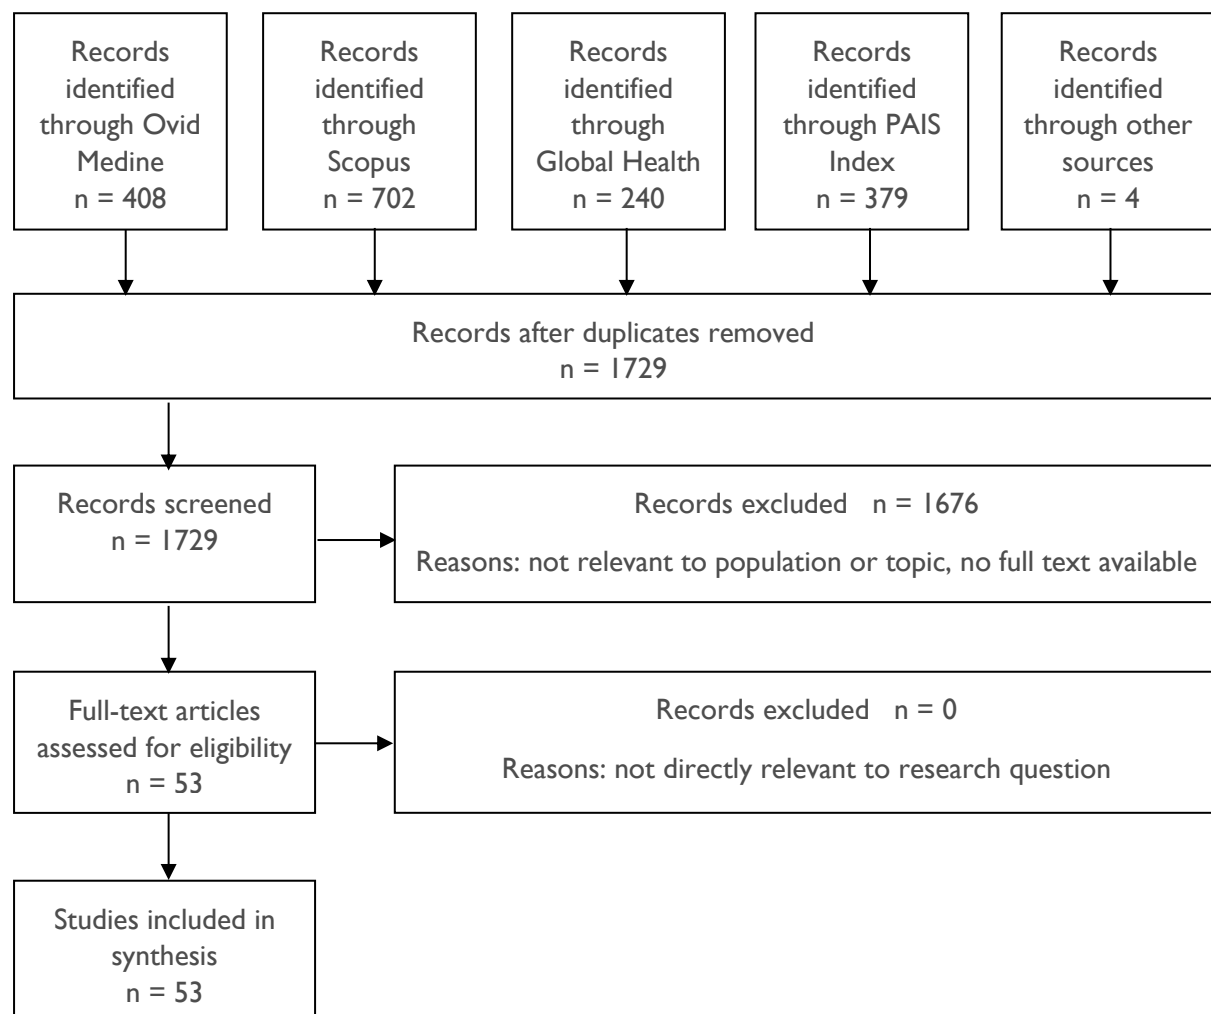 Records
identified
through Ovid
Medine
n = 408
Records
identified
through
Scopus
n = 702
Records
identified
through
Global Health
n = 240
Records
identified
through PAIS
Index
n = 379
Records
identified
through other
sources
n = 4
Records after duplicates removed
n = 1729
Records screened
n = 1729
Records excluded n = 1676
Reasons: not relevant to population or topic, no full text available
Full-text articles
assessed for eligibility
n = 53
Records excluded n = 0
Reasons: not directly relevant to research question
Studies included in
synthesis
n = 53